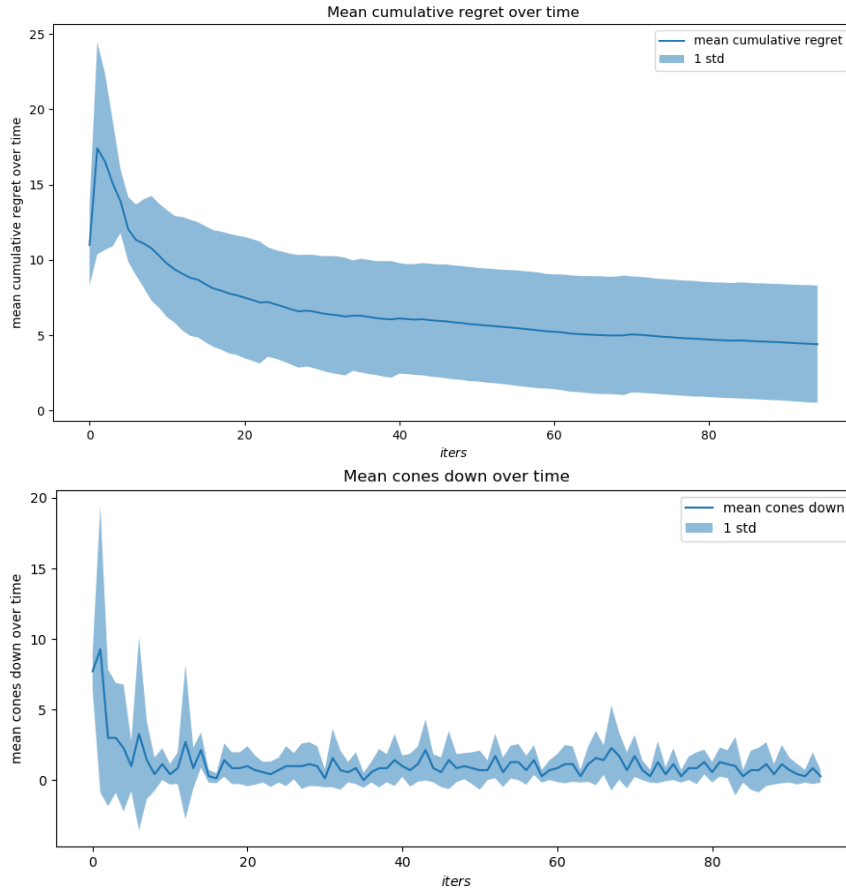 Mean cumulative regret over time
25
20
15
10
5
0
mean cumulative regret over time
mean cumulative regret
1 std
0 20 40 60 80
iters
Mean cones down over time
20
15
10
5
0
mean cones down over time
mean cones down
1 std
0 20 40 60 80
iters